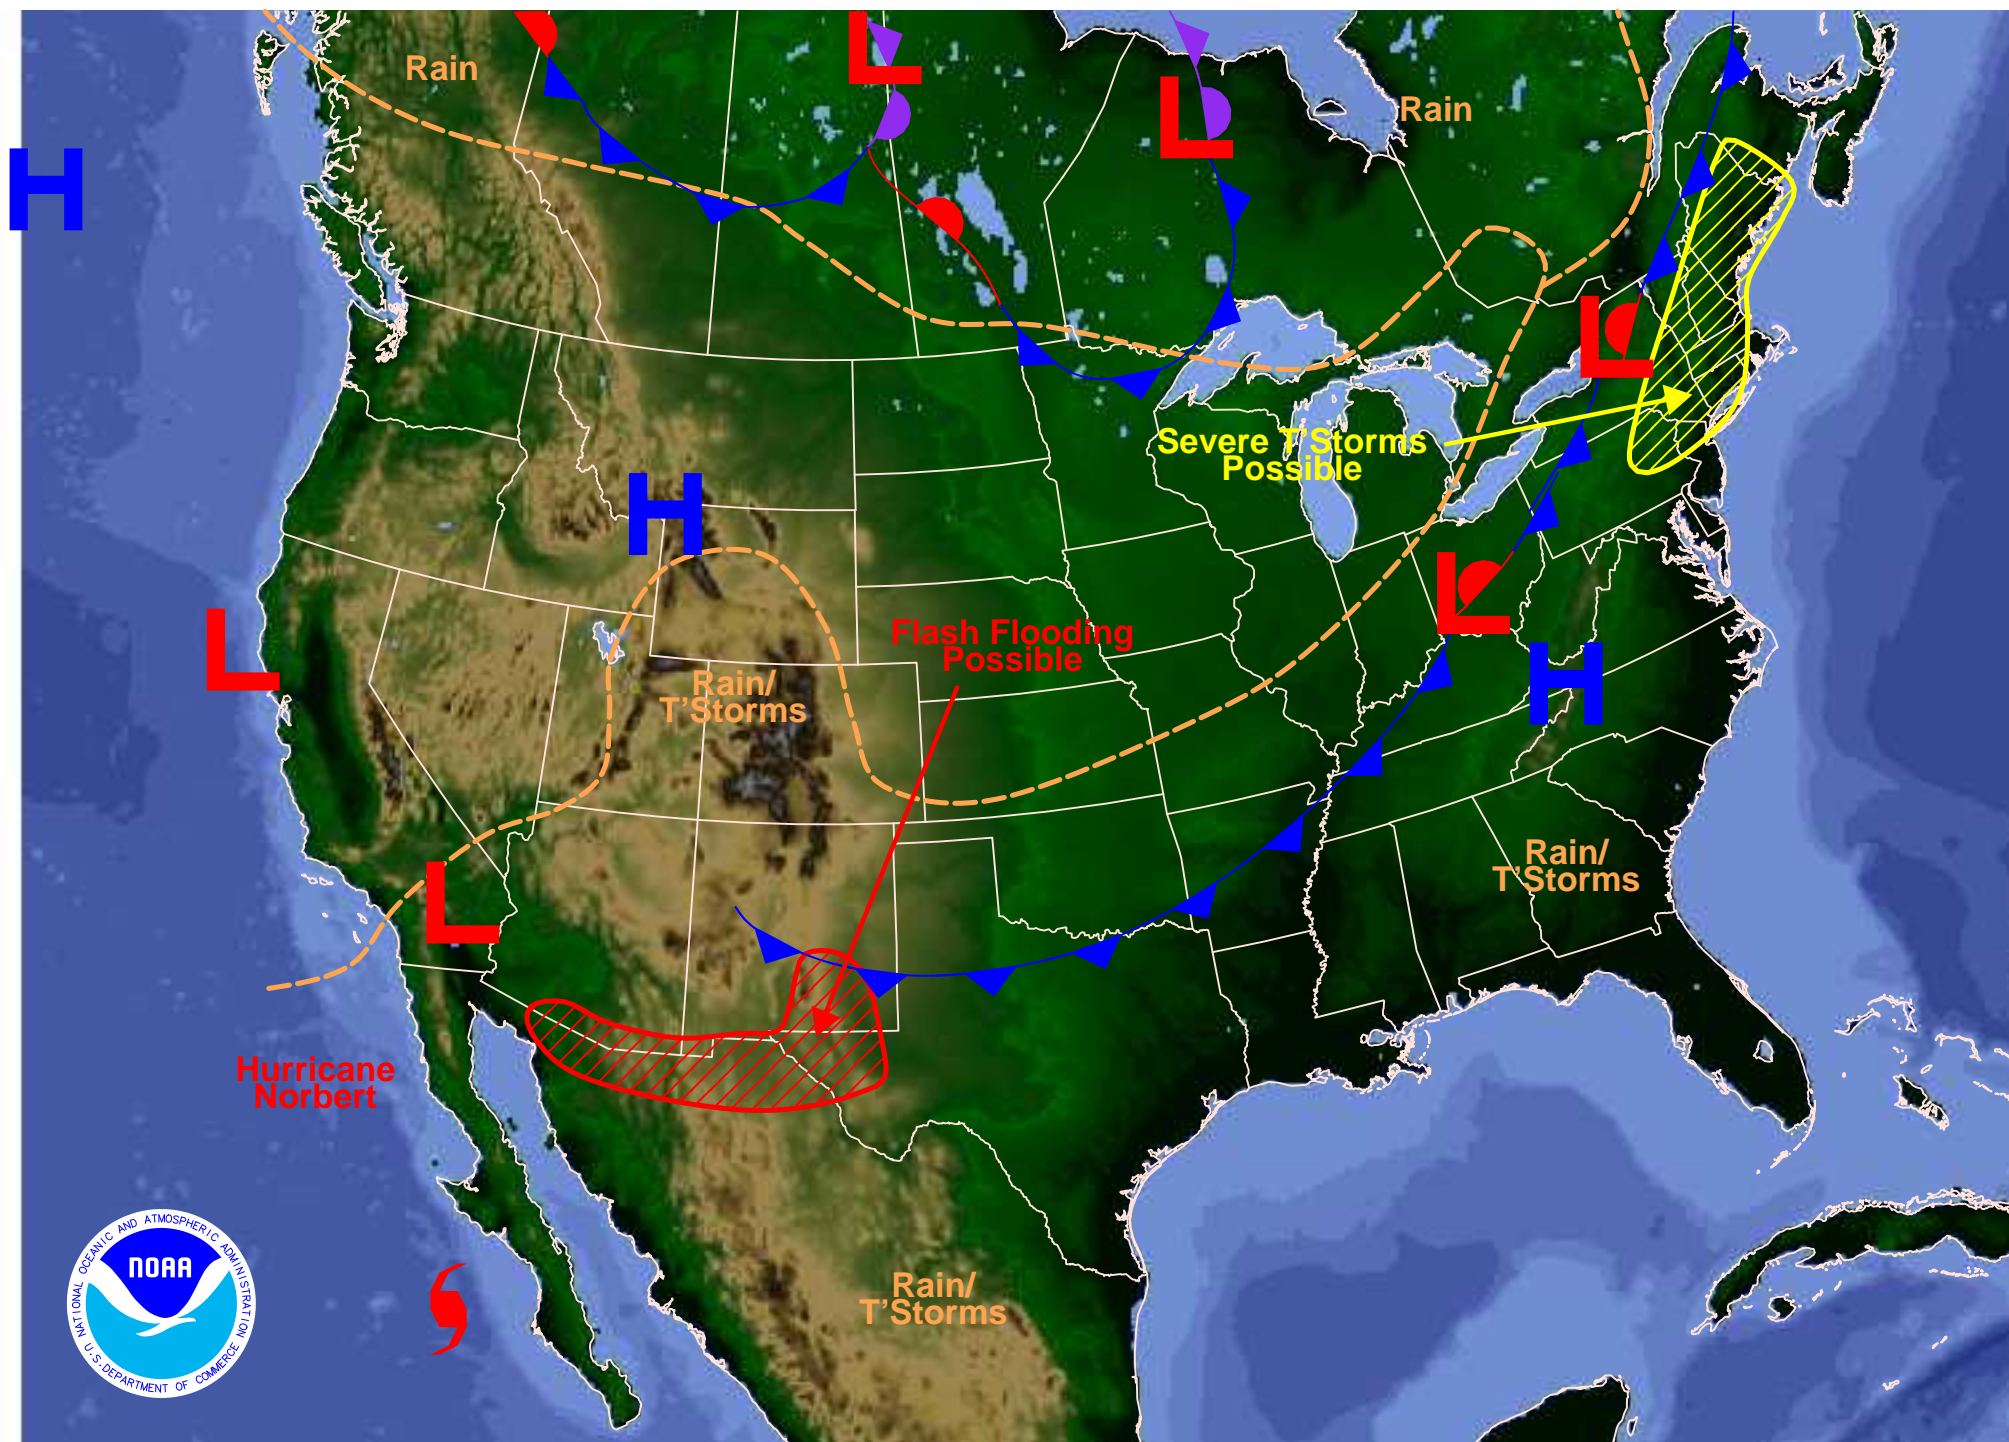 L
L
Rain
Rain
H
L
Severe T'Storms
Possible
H
L
L
Flash Flooding
Possible
H
Rain/
T'Storms
Rain/
T'Storms
L
Hurricane
Norbert
Rain/
T'Storms
NATIONAL OCEANIC AND ATMOSPHERIC ADMINISTRATION
NOAA
U.S. DEPARTMENT OF COMMERCE